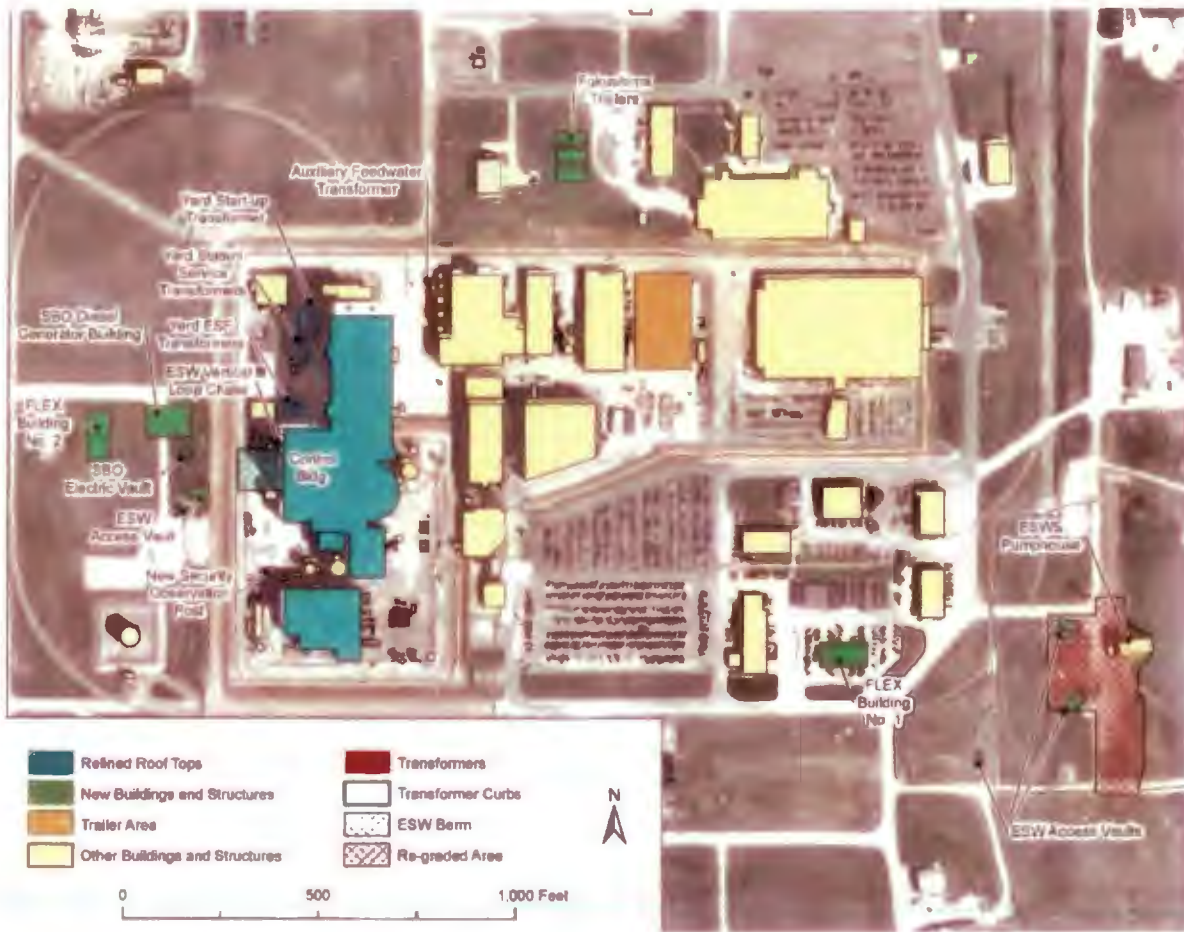 Fukushima
Trailers
Auxiliary Feedwater
Transformer
Yard Start-up
Transformer
Yard Station
Service
Transformers
SBO Diesel
Generator Building
Yard ESF
Transformers
ESW Vertical
Loop Chase
FLEX
Building
No. 2
Control
Bldg
SBO
Electric Vault
ESW
Access Vault
ESWS
Pumphouse
New Security
Observation
Post
FLEX
Building
No. 1
ESW Access Vaults
Refined Roof Tops
New Buildings and Structures
Trailer Area
Other Buildings and Structures
Transformers
Transformer Curbs
ESW Berm
Re-graded Area
N
0 500 1,000 Feet